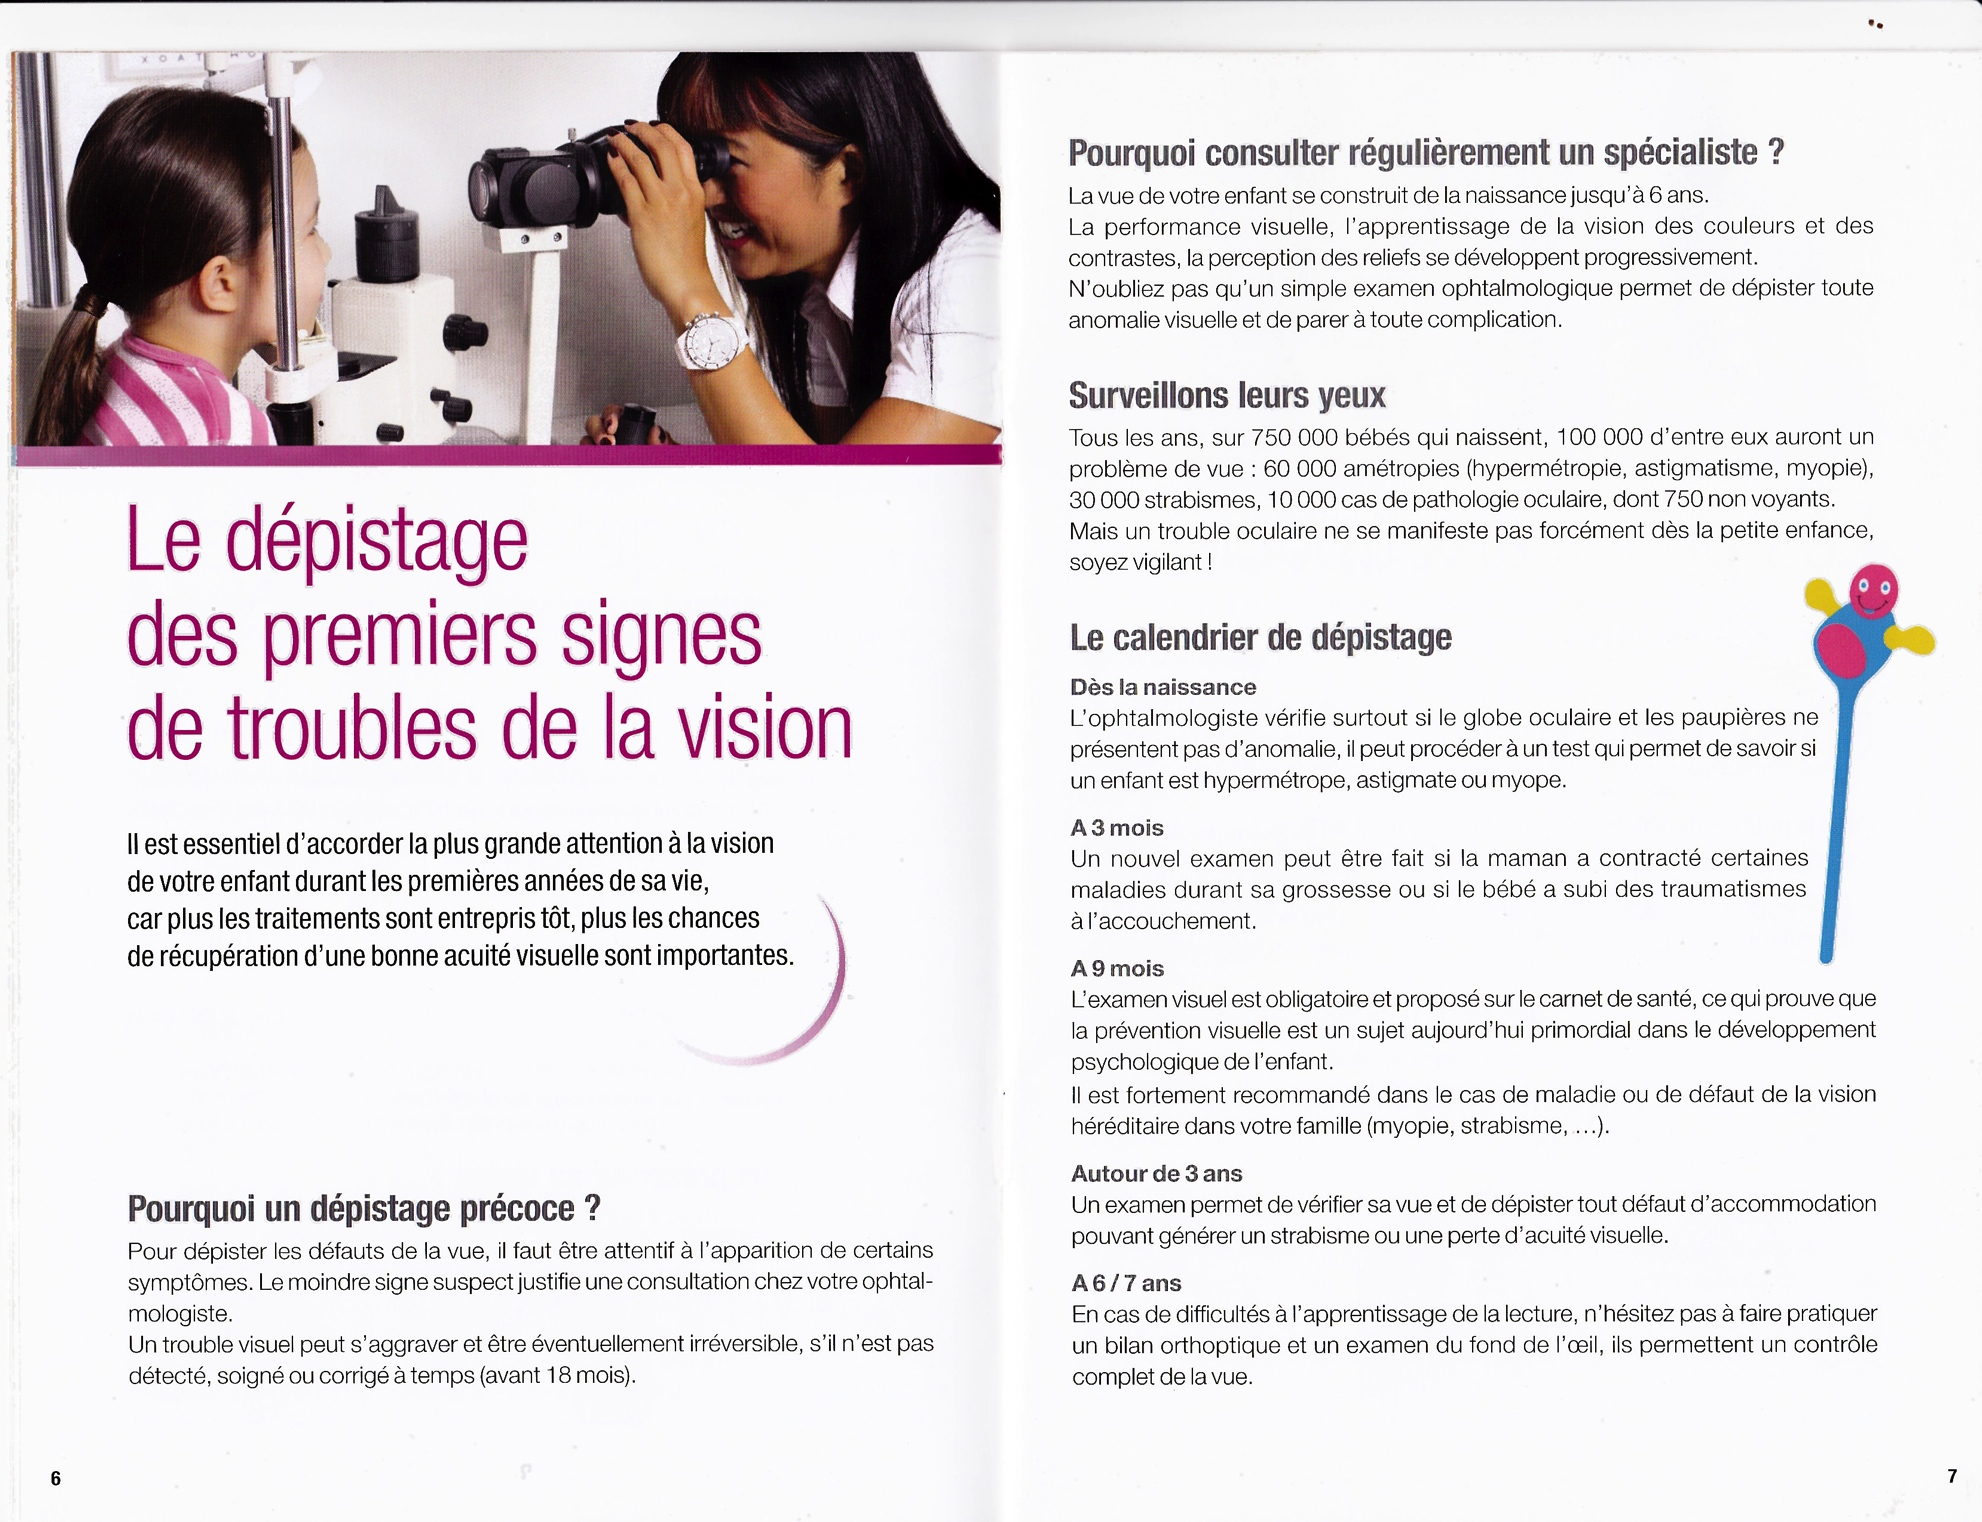 Le dépistage
des premiers signes
de troubles de la vision
Il est essentiel d'accorder la plus grande attention à la vision
de votre enfant durant les premières années de sa vie,
car plus les traitements sont entrepris tôt, plus les chances
de récupération d'une bonne acuité visuelle sont importantes.
Pourquoi un dépistage précoce ?
Pour dépister les défauts de la vue, il faut être attentif à l'apparition de certains
symptômes. Le moindre signe suspect justifie une consultation chez votre ophtal-
mologiste.
Un trouble visuel peut s'aggraver et être éventuellement irréversible, s'il n'est pas
détecté, soigné ou corrigé à temps (avant 18 mois).
6
Pourquoi consulter régulièrement un spécialiste ?
La vue de votre enfant se construit de la naissance jusqu'à 6 ans.
La performance visuelle, l'apprentissage de la vision des couleurs et des
contrastes, la perception des reliefs se développent progressivement.
N'oubliez pas qu'un simple examen ophtalmologique permet de dépister toute
anomalie visuelle et de parer à toute complication.
Surveillons leurs yeux
Tous les ans, sur 750 000 bébés qui naissent, 100 000 d'entre eux auront un
problème de vue : 60 000 amétropies (hypermétropie, astigmatisme, myopie),
30 000 strabismes, 10 000 cas de pathologie oculaire, dont 750 non voyants.
Mais un trouble oculaire ne se manifeste pas forcément dès la petite enfance,
soyez vigilant !
Le calendrier de dépistage
Dès la naissance
L'ophtalmologiste vérifie surtout si le globe oculaire et les paupières ne
présentent pas d'anomalie, il peut procéder à un test qui permet de savoir si
un enfant est hypermétrope, astigmate ou myope.
A 3 mois
Un nouvel examen peut être fait si la maman a contracté certaines
maladies durant sa grossesse ou si le bébé a subi des traumatismes
à l'accouchement.
A 9 mois
L'examen visuel est obligatoire et proposé sur le carnet de santé, ce qui prouve que
la prévention visuelle est un sujet aujourd'hui primordial dans le développement
psychologique de l'enfant.
Il est fortement recommandé dans le cas de maladie ou de défaut de la vision
héréditaire dans votre famille (myopie, strabisme, ...).
Autour de 3 ans
Un examen permet de vérifier sa vue et de dépister tout défaut d'accommodation
pouvant générer un strabisme ou une perte d'acuité visuelle.
A 6 / 7 ans
En cas de difficultés à l'apprentissage de la lecture, n'hésitez pas à faire pratiquer
un bilan orthoptique et un examen du fond de l'œil, ils permettent un contrôle
complet de la vue.
7